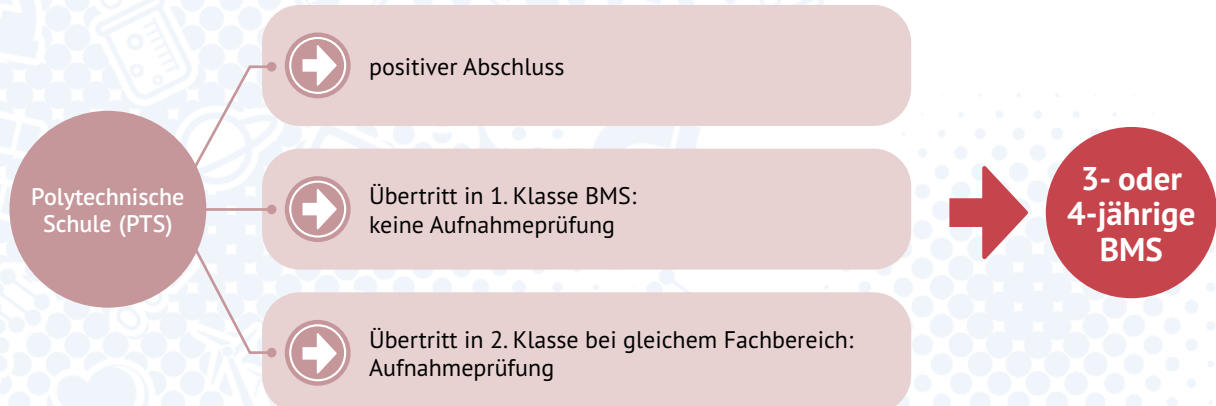 Polytechnische
Schule (PTS)
positiver Abschluss
Übertritt in 1. Klasse BMS:
keine Aufnahmeprüfung
Übertritt in 2. Klasse bei gleichem Fachbereich:
Aufnahmeprüfung
3- oder
4-jährige
BMS